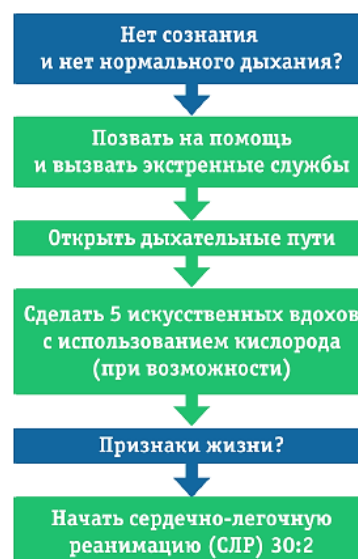 Нет сознания
и нет нормального дыхания?
Позвать на помощь
и вызвать экстренные службы
Открыть дыхательные пути
Сделать 5 искусственных вдохов
с использованием кислорода
(при возможности)
Признаки жизни?
Начать сердечно-легочную
реанимацию (СЛР) 30:2